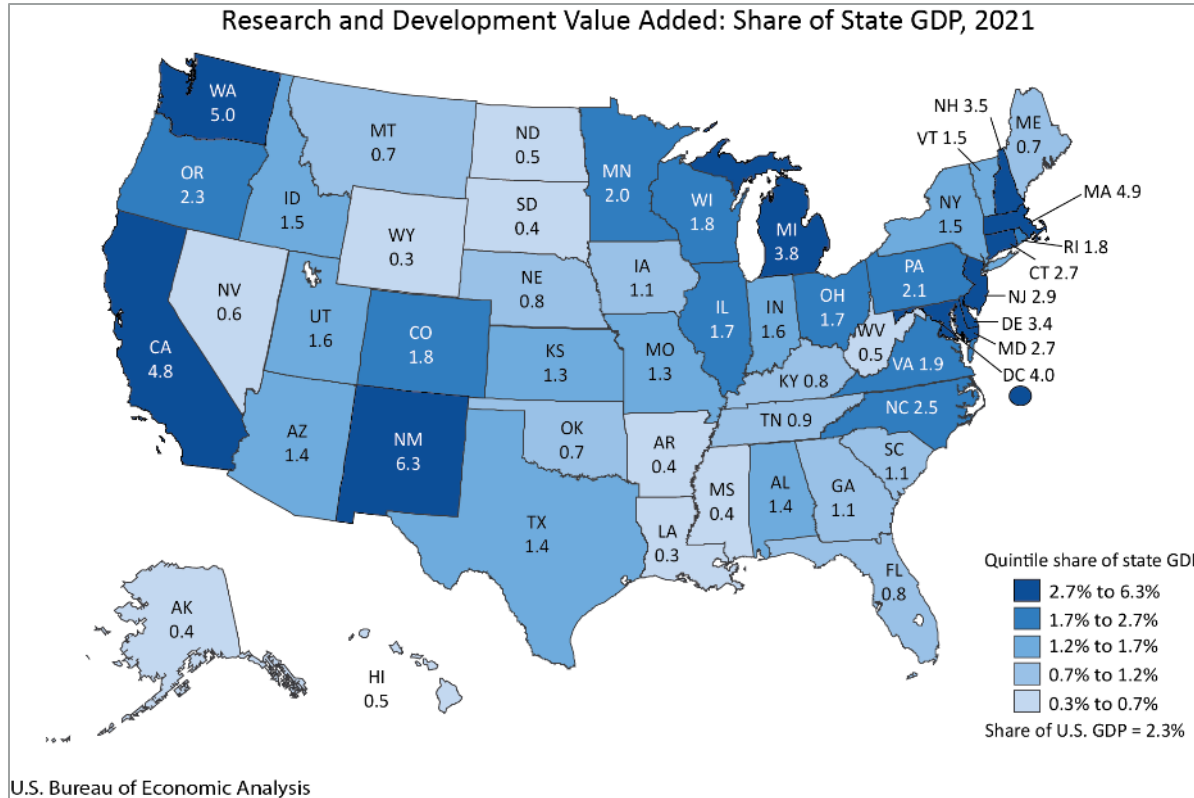 Research and Development Value Added: Share of State GDP, 2021
WA
5.0
MT
0.7
ND
0.5
NH 3.5
ME
0.7
VT 1.5
OR
2.3
ID
1.5
MN
2.0
WI
1.8
MI
3.8
NY
1.5
MA 4.9
SD
0.4
WY
0.3
RI 1.8
CT 2.7
NJ 2.9
PA
2.1
IA
1.1
NE
0.8
NV
0.6
UT
1.6
CO
1.8
IL
1.7
IN
1.6
OH
1.7
DE 3.4
MD 2.7
DC 4.0
WV
0.5
CA
4.8
KS
1.3
MO
1.3
KY 0.8
VA 1.9
NC 2.5
TN 0.9
AZ
1.4
NM
6.3
OK
0.7
AR
0.4
SC
1.1
MS
0.4
AL
1.4
GA
1.1
TX
1.4
LA
0.3
FL
0.8
AK
0.4
HI
0.5
Quintile share of state GD
2.7% to 6.3%
1.7% to 2.7%
1.2% to 1.7%
0.7% to 1.2%
0.3% to 0.7%
Share of U.S. GDP = 2.3%
U.S. Bureau of Economic Analysis